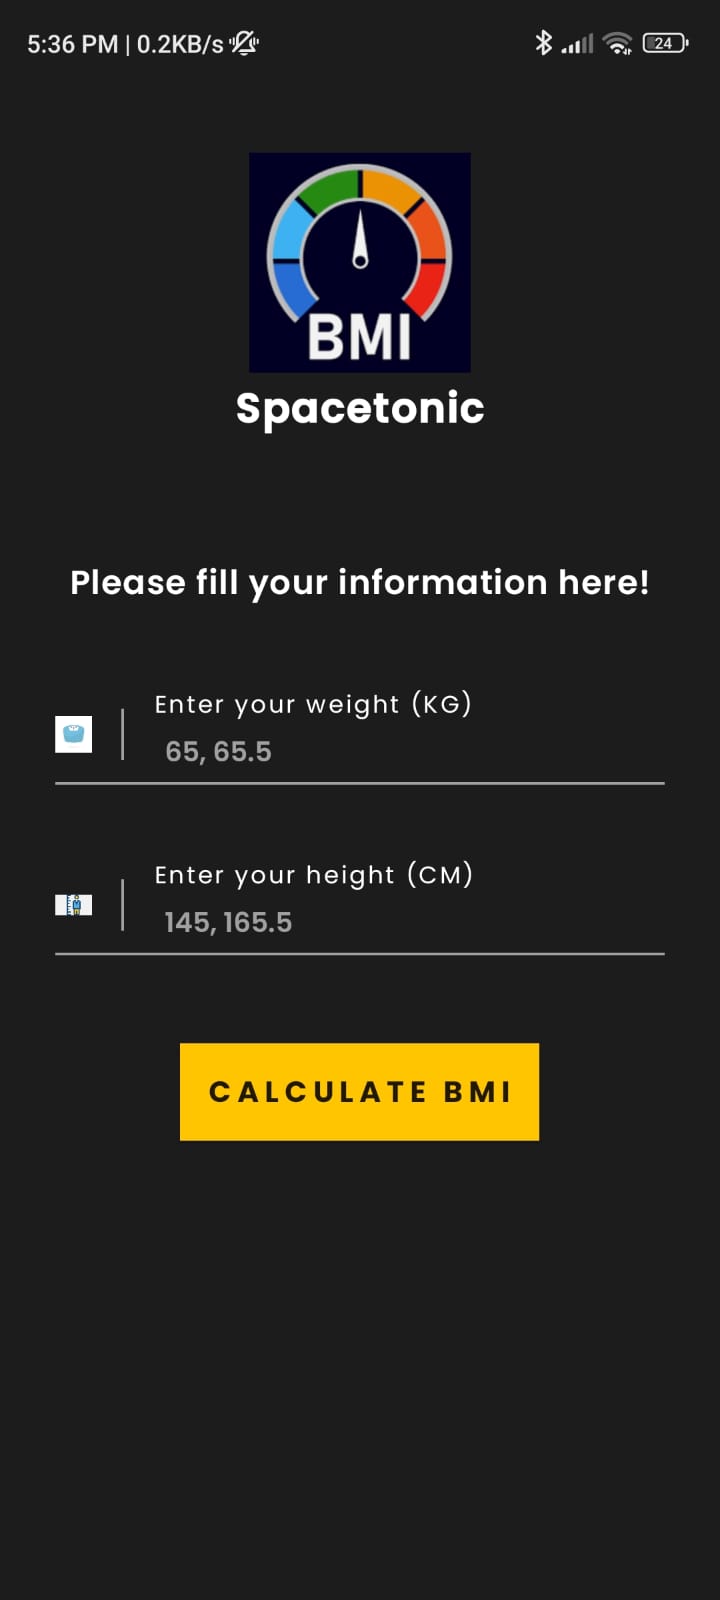 5:36 PM | 0.2KB/s
24
BMI
Spacetonic
Please fill your information here!
Enter your weight (KG)
65, 65.5
Enter your height (CM)
145, 165.5
CALCULATE BMI